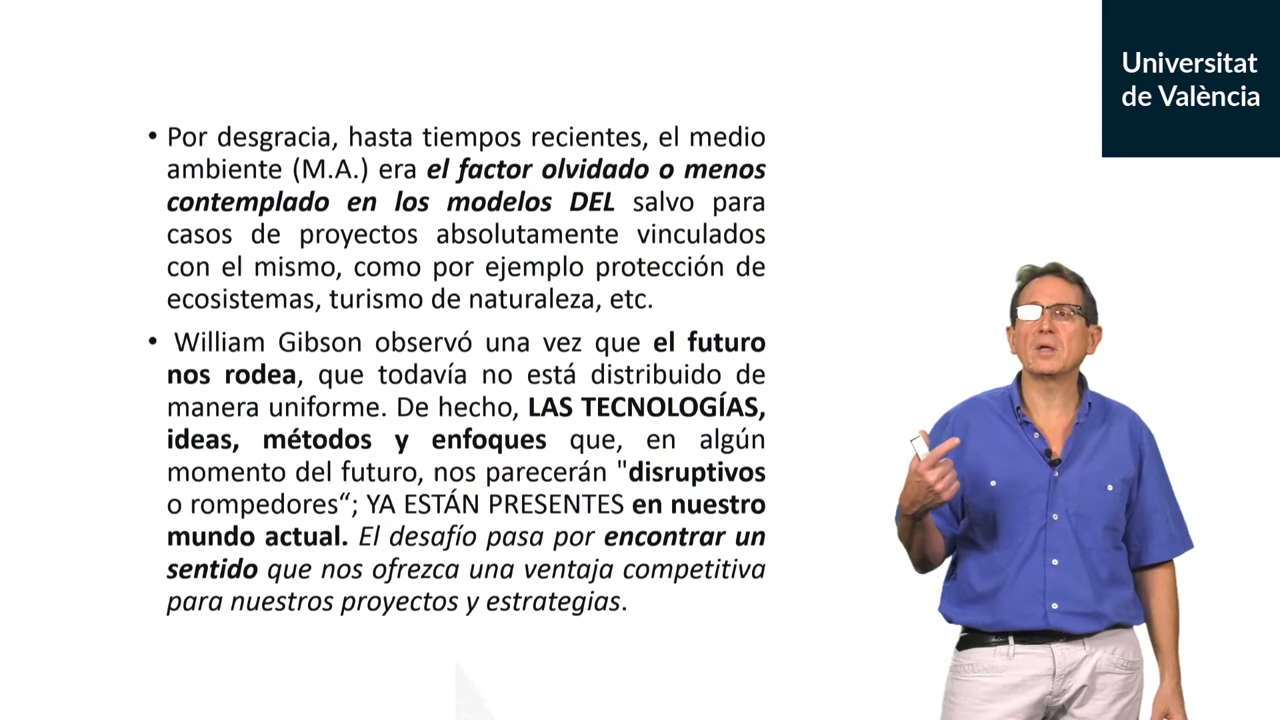 Universitat
de València
• Por desgracia, hasta tiempos recientes, el medio
ambiente (M.A.) era el factor olvidado o menos
contemplado en los modelos DEL salvo para
casos de proyectos absolutamente vinculados
con el mismo, como por ejemplo protección de
ecosistemas, turismo de naturaleza, etc.
• William Gibson observó una vez que el futuro
nos rodea, que todavía no está distribuido de
manera uniforme. De hecho, LAS TECNOLOGÍAS,
ideas, métodos y enfoques que, en algún
momento del futuro, nos parecerán "disruptivos
o rompedores“; YA ESTÁN PRESENTES en nuestro
mundo actual. El desafío pasa por encontrar un
sentido que nos ofrezca una ventaja competitiva
para nuestros proyectos y estrategias.